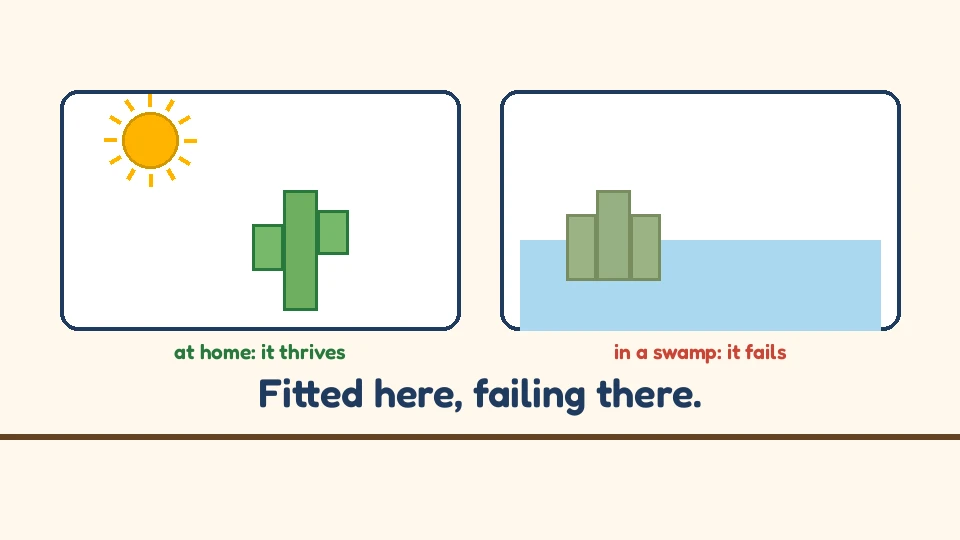 at home: it thrives
in a swamp: it fails
Fitted here, failing there.